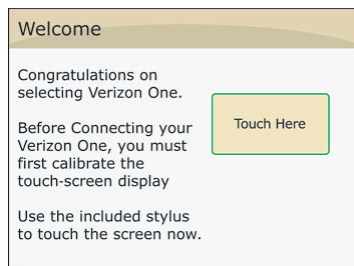 Welcome
Congratulations on
selecting Verizon One.
Before Connecting your
Verizon One, you must
first calibrate the
touch-screen display
Use the included stylus
to touch the screen now.
Touch Here